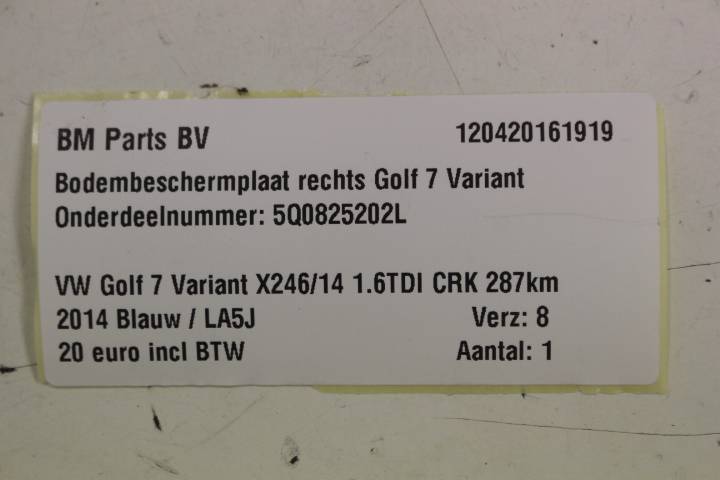 BM Parts BV 120420161919
Bodembeschermplaat rechts Golf 7 Variant
Onderdeelnummer: 5Q0825202L
VW Golf 7 Variant X246/14 1.6TDI CRK 287km
2014 Blauw / LA5J Verz: 8
20 euro incl BTW Aantal: 1